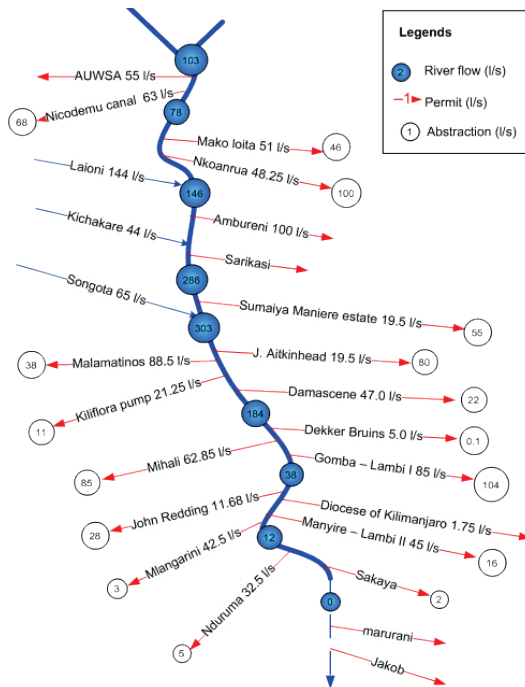 Legends
2 River flow (l/s)
1 Permit (l/s)
1 Abstraction (l/s)
103
AUWSA 55 l/s
Nicodemu canal 63 l/s
68
78
Mako loita 51 l/s
46
Nkoanrua 48.25 l/s
100
Laioni 144 l/s
146
Kichakare 44 l/s
Ambureni 100 l/s
Sarikasi
286
Songota 65 l/s
Sumaiya Maniere estate 19.5 l/s
55
303
J. Aitkinhead 19.5 l/s
80
38
Malamatinos 88.5 l/s
Damascene 47.0 l/s
22
Kiliflora pump 21.25 l/s
11
184
Dekker Bruins 5.0 l/s
0.1
Mihali 62.85 l/s
85
Gomba – Lambi I 85 l/s
104
38
John Redding 11.68 l/s
28
Diocese of Kilimanjaro 1.75 l/s
Manyire – Lambi II 45 l/s
16
12
Mlangarini 42.5 l/s
3
Sakaya
2
Nduruma 32.5 l/s
5
0
marurani
Jakob